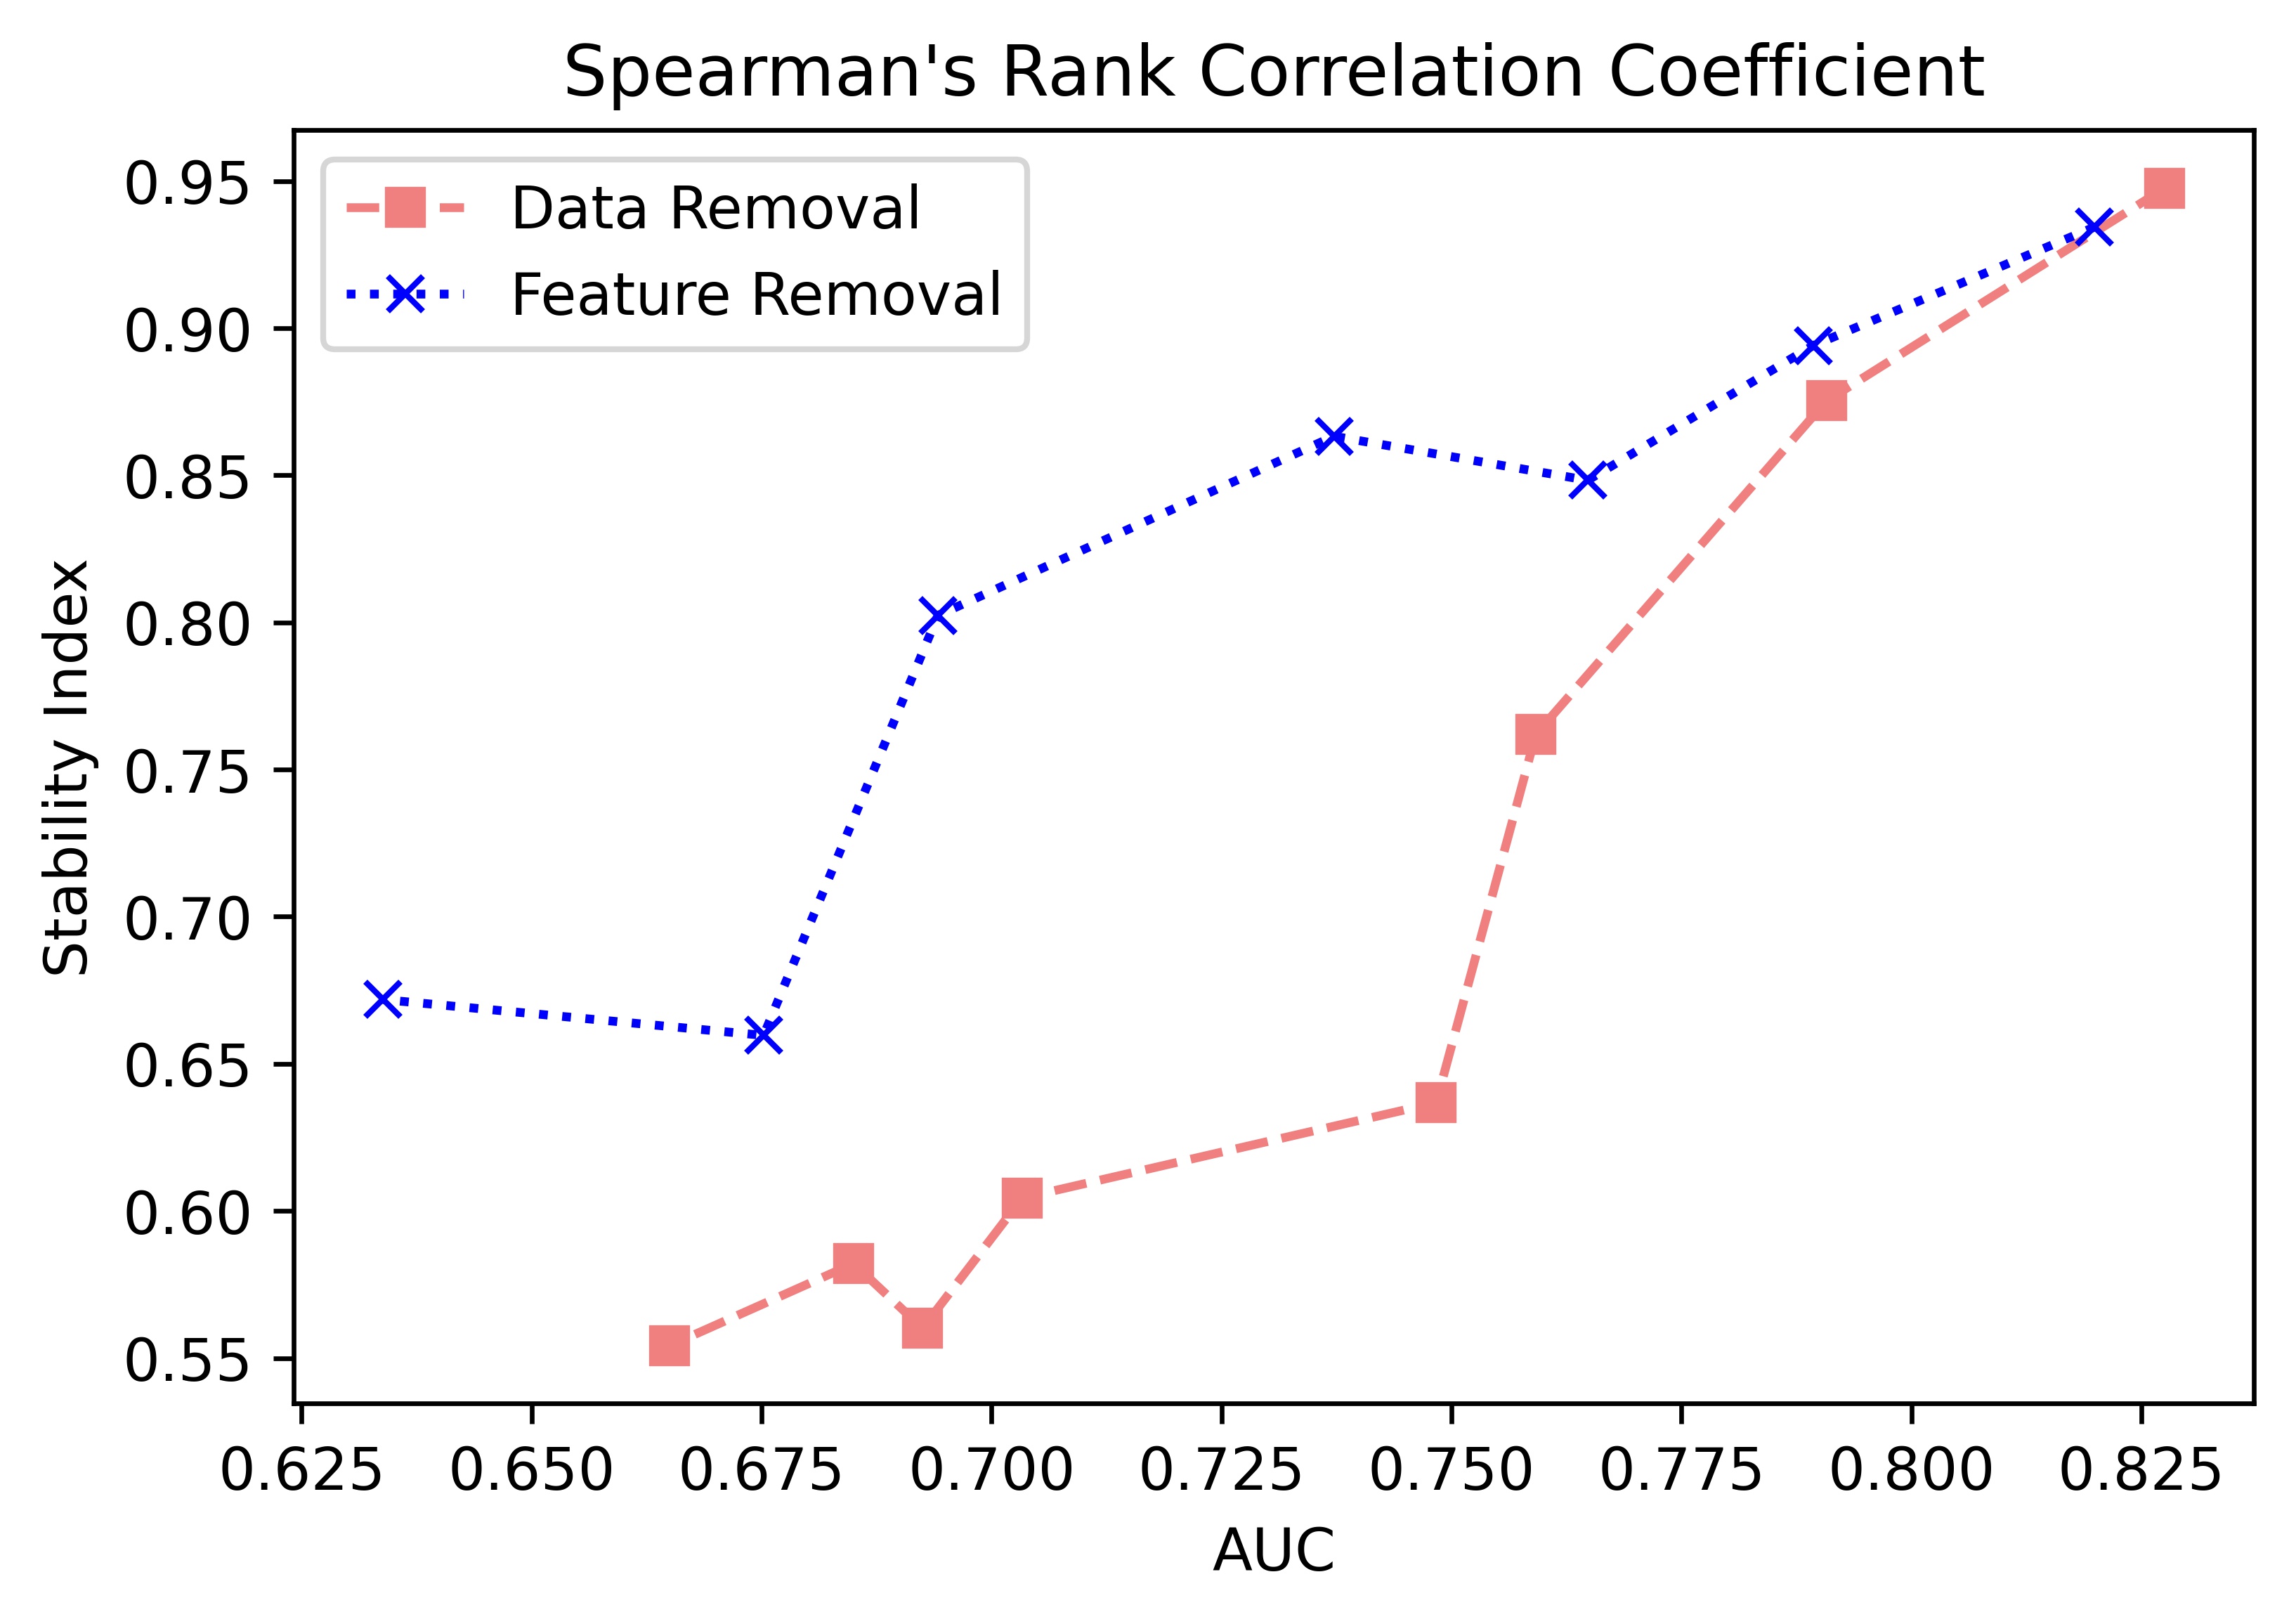 Spearman's Rank Correlation Coefficient
Data Removal
Feature Removal
0.95
0.90
0.85
0.80
0.75
0.70
0.65
0.60
0.55
Stability Index
0.625 0.650 0.675 0.700 0.725 0.750 0.775 0.800 0.825
AUC